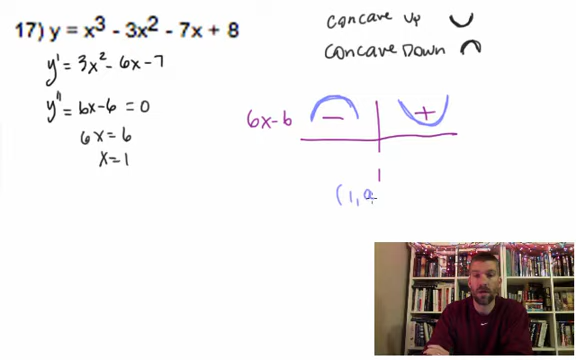 17) y = x³ - 3x² - 7x + 8
y' = 3x² - 6x - 7
y'' = 6x - 6 = 0
6x = 6
x = 1
CONCAVE UP
CONCAVE DOWN
6x - 6 − +
1
(1,